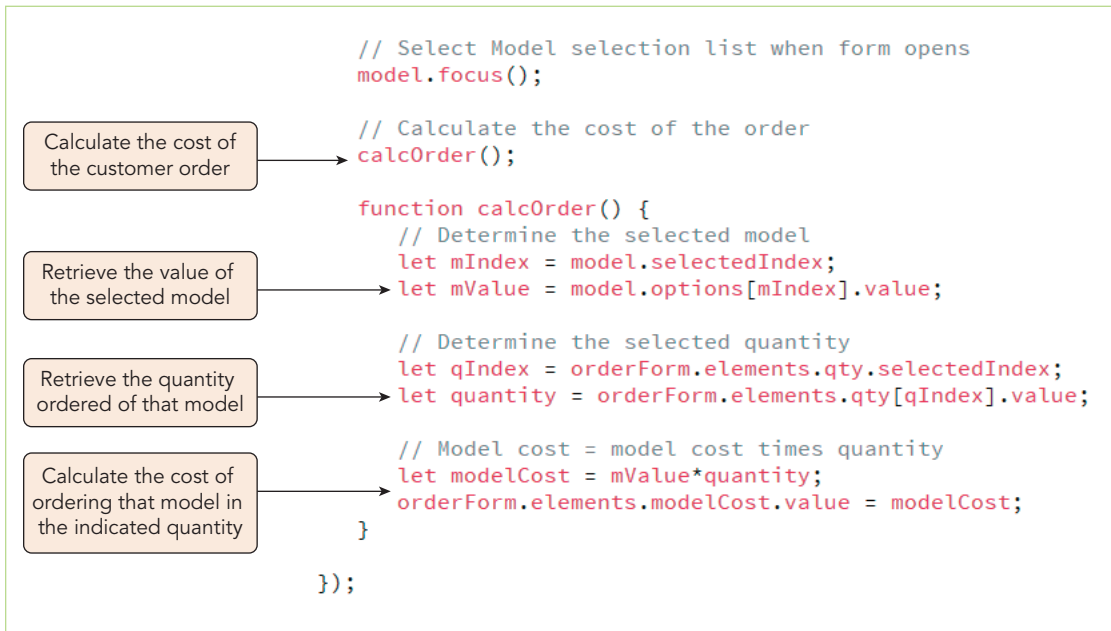 // Select Model selection list when form opens
model.focus();
// Calculate the cost of the order
Calculate the cost of
the customer order
calcOrder();
function calcOrder() {
// Determine the selected model
let mIndex = model.selectedIndex;
Retrieve the value of
the selected model
let mValue = model.options[mIndex].value;
// Determine the selected quantity
let qIndex = orderForm.elements.qty.selectedIndex;
Retrieve the quantity
ordered of that model
let quantity = orderForm.elements.qty[qIndex].value;
// Model cost = model cost times quantity
let modelCost = mValue*quantity;
Calculate the cost of
ordering that model in
the indicated quantity
orderForm.elements.modelCost.value = modelCost;
}
});